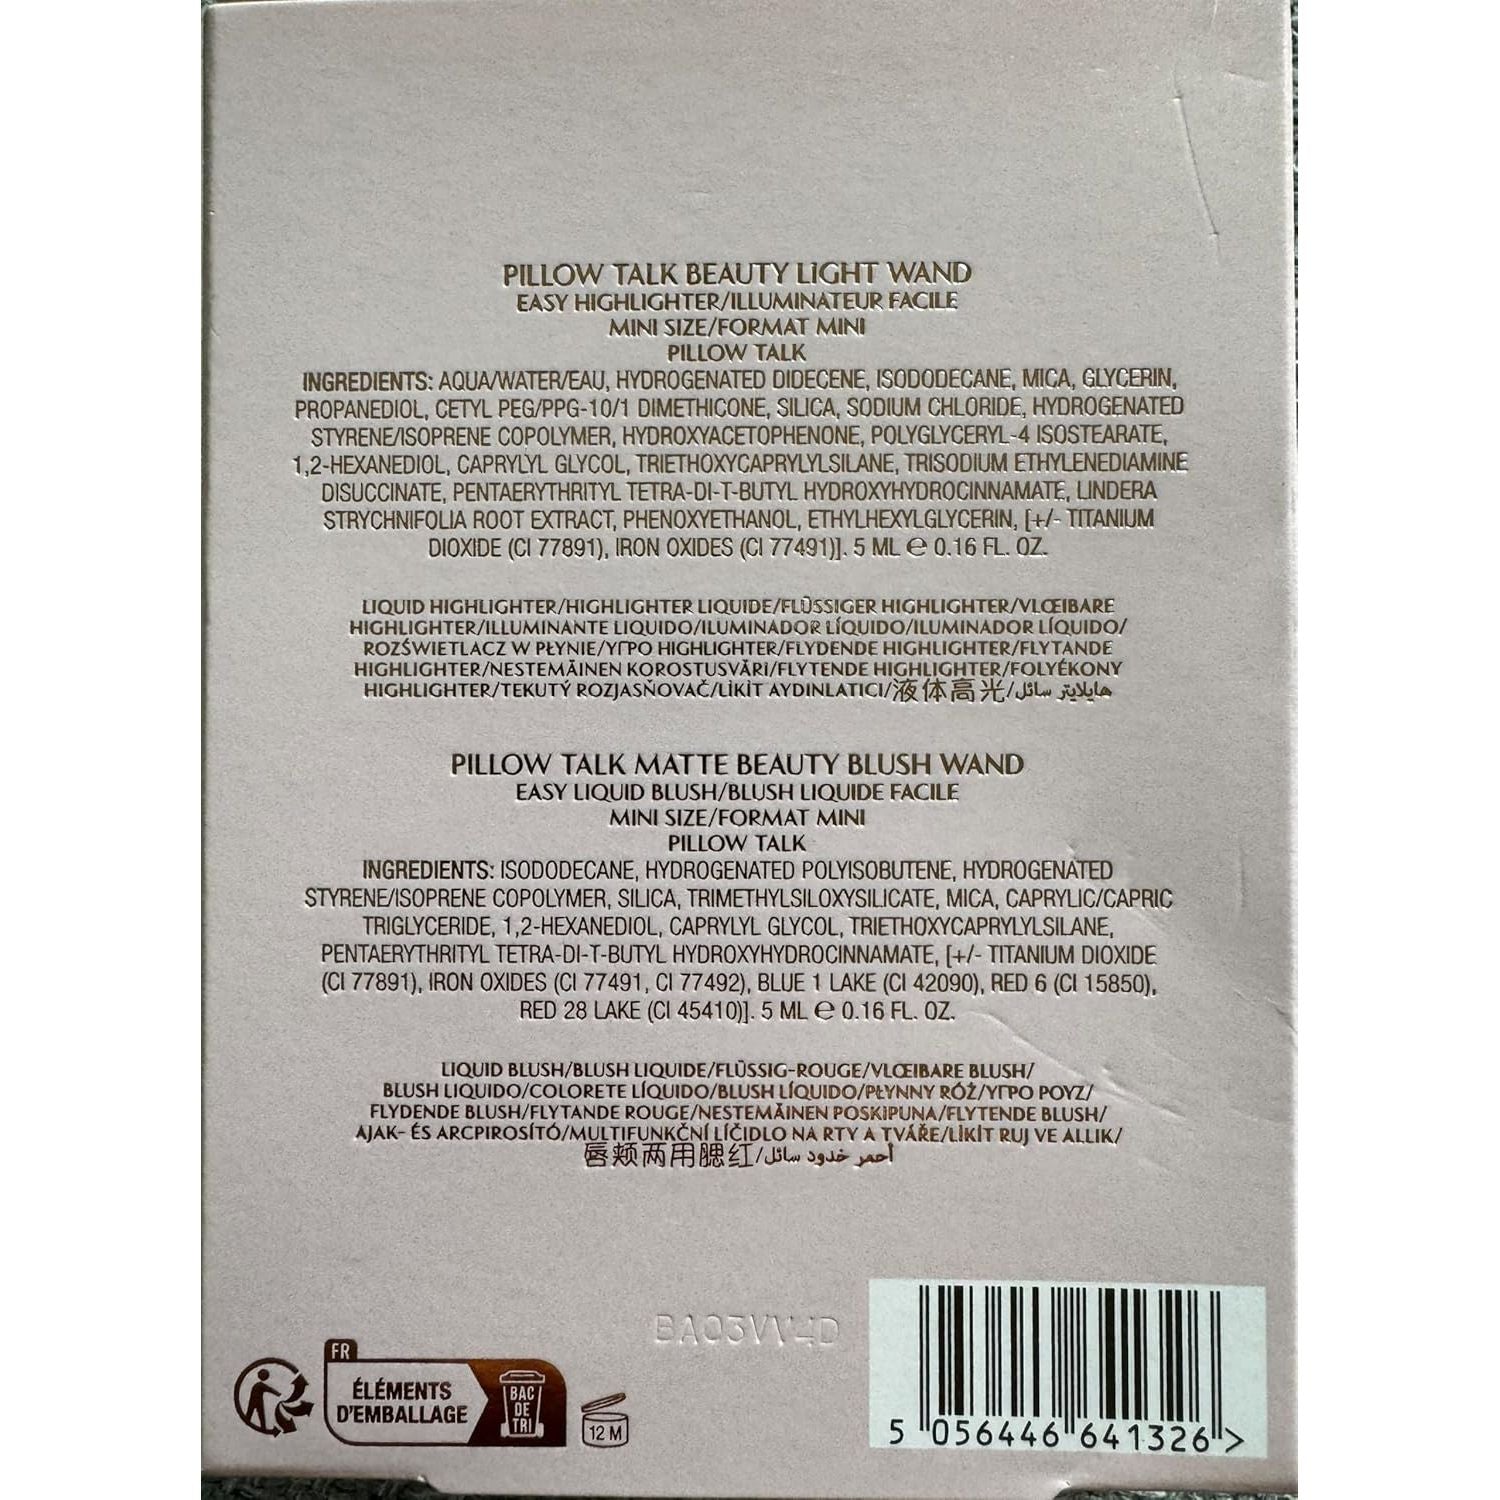 PILLOW TALK BEAUTY LIGHT WAND
EASY HIGHLIGHTER/ILLUMINATEUR FACILE
MINI SIZE/FORMAT MINI
PILLOW TALK
INGREDIENTS: AQUA/WATER/EAU, HYDROGENATED DIDECENE, ISODODECANE, MICA, GLYCERIN,
PROPANEDIOL, CETYL PEG/PPG-10/1 DIMETHICONE, SILICA, SODIUM CHLORIDE, HYDROGENATED
STYRENE/ISOPRENE COPOLYMER, HYDROXYACETOPHENONE, POLYGLYCERYL-4 ISOSTEARATE,
1,2-HEXANEDIOL, CAPRYLYL GLYCOL, TRIETHOXYCAPRYLYLSILANE, TRISODIUM ETHYLENEDIAMINE
DISUCCINATE, PENTAERYTHRITYL TETRA-DI-T-BUTYL HYDROXYHYDROCINNAMATE, LINDERA
STRYCHNIFOLIA ROOT EXTRACT, PHENOXYETHANOL, ETHYLHEXYLGLYCERIN, [+/- TITANIUM
DIOXIDE (CI 77891), IRON OXIDES (CI 77491)]. 5 ML ℮ 0.16 FL. OZ.
LIQUID HIGHLIGHTER/HIGHLIGHTER LIQUIDE/FLÜSSIGER HIGHLIGHTER/VLOEIBARE
HIGHLIGHTER/ILLUMINANTE LIQUIDO/ILUMINADOR LÍQUIDO/ILUMINADOR LÍQUIDO/
ROZŚWIETLACZ W PŁYNIE/ΥΓΡΟ HIGHLIGHTER/FLYDENDE HIGHLIGHTER/FLYTANDE
HIGHLIGHTER/NESTEMÄINEN KOROSTUSVÄRI/FLYTENDE HIGHLIGHTER/FOLYÉKONY
HIGHLIGHTER/TEKUTÝ ROZJASŇOVAČ/LİKİT AYDINLATICI/液体高光/هايلايتر سائل
PILLOW TALK MATTE BEAUTY BLUSH WAND
EASY LIQUID BLUSH/BLUSH LIQUIDE FACILE
MINI SIZE/FORMAT MINI
PILLOW TALK
INGREDIENTS: ISODODECANE, HYDROGENATED POLYISOBUTENE, HYDROGENATED
STYRENE/ISOPRENE COPOLYMER, SILICA, TRIMETHYLSILOXYSILICATE, MICA, CAPRYLIC/CAPRIC
TRIGLYCERIDE, 1,2-HEXANEDIOL, CAPRYLYL GLYCOL, TRIETHOXYCAPRYLYLSILANE,
PENTAERYTHRITYL TETRA-DI-T-BUTYL HYDROXYHYDROCINNAMATE, [+/- TITANIUM DIOXIDE
(CI 77891), IRON OXIDES (CI 77491, CI 77492), BLUE 1 LAKE (CI 42090), RED 6 (CI 15850),
RED 28 LAKE (CI 45410)]. 5 ML ℮ 0.16 FL. OZ.
LIQUID BLUSH/BLUSH LIQUIDE/FLÜSSIG-ROUGE/VLOEIBARE BLUSH/
BLUSH LIQUIDO/COLORETE LÍQUIDO/BLUSH LÍQUIDO/PŁYNNY RÓŻ/ΥΓΡΟ ΡΟΥΖ/
FLYDENDE BLUSH/FLYTANDE ROUGE/NESTEMÄINEN POSKIPUNA/FLYTENDE BLUSH/
AJAK- ÉS ARCPIROSÍTÓ/MULTIFUNKČNÍ LÍČIDLO NA RTY A TVÁŘE/LİKİT RUJ VE ALLIK/
唇颊两用腮红/أحمر خدود سائل
FR
ÉLÉMENTS
D'EMBALLAGE
BAC
DE
TRI
12 M
5 056446 641326 >